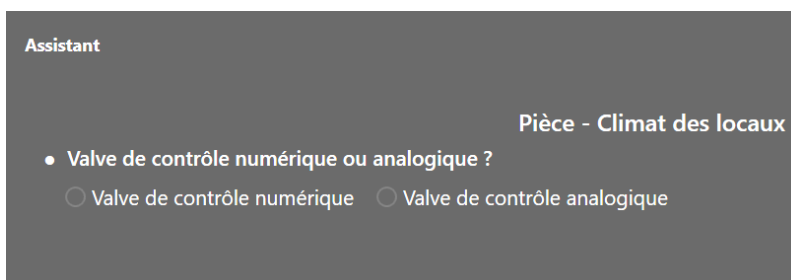 Assistant
Pièce - Climat des locaux
• Valve de contrôle numérique ou analogique ?
Valve de contrôle numérique Valve de contrôle analogique